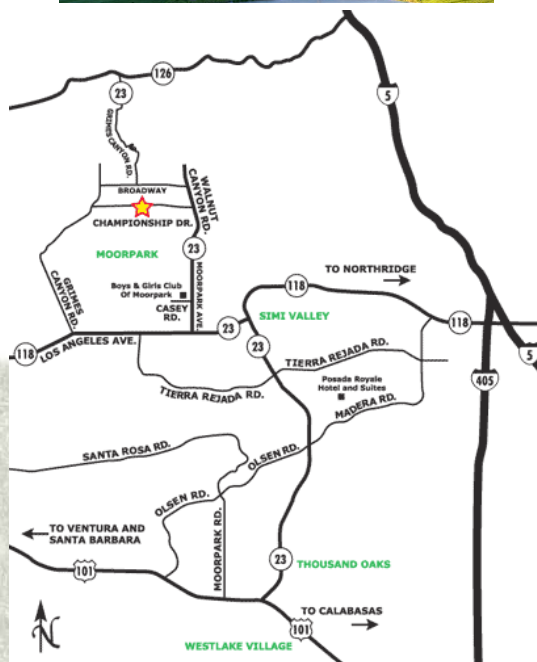 126
23
5
GRIMES
CANYON RD.
BROADWAY
WALNUT
CANYON RD.
CHAMPIONSHIP DR.
MOORPARK
23
TO NORTHRIDGE
GRIMES
CANYON RD.
Boys & Girls Club
Of Moorpark
MOORPARK AVE.
118
CASEY
RD.
SIMI VALLEY
23
118
118
LOS ANGELES AVE.
23
5
TIERRA REJADA RD.
405
Posada Royale
Hotel and Suites
TIERRA REJADA RD.
MADERA RD.
SANTA ROSA RD.
OLSEN RD.
OLSEN RD.
TO VENTURA AND
SANTA BARBARA
MOORPARK RD.
23
THOUSAND OAKS
101
TO CALABASAS
N
101
WESTLAKE VILLAGE